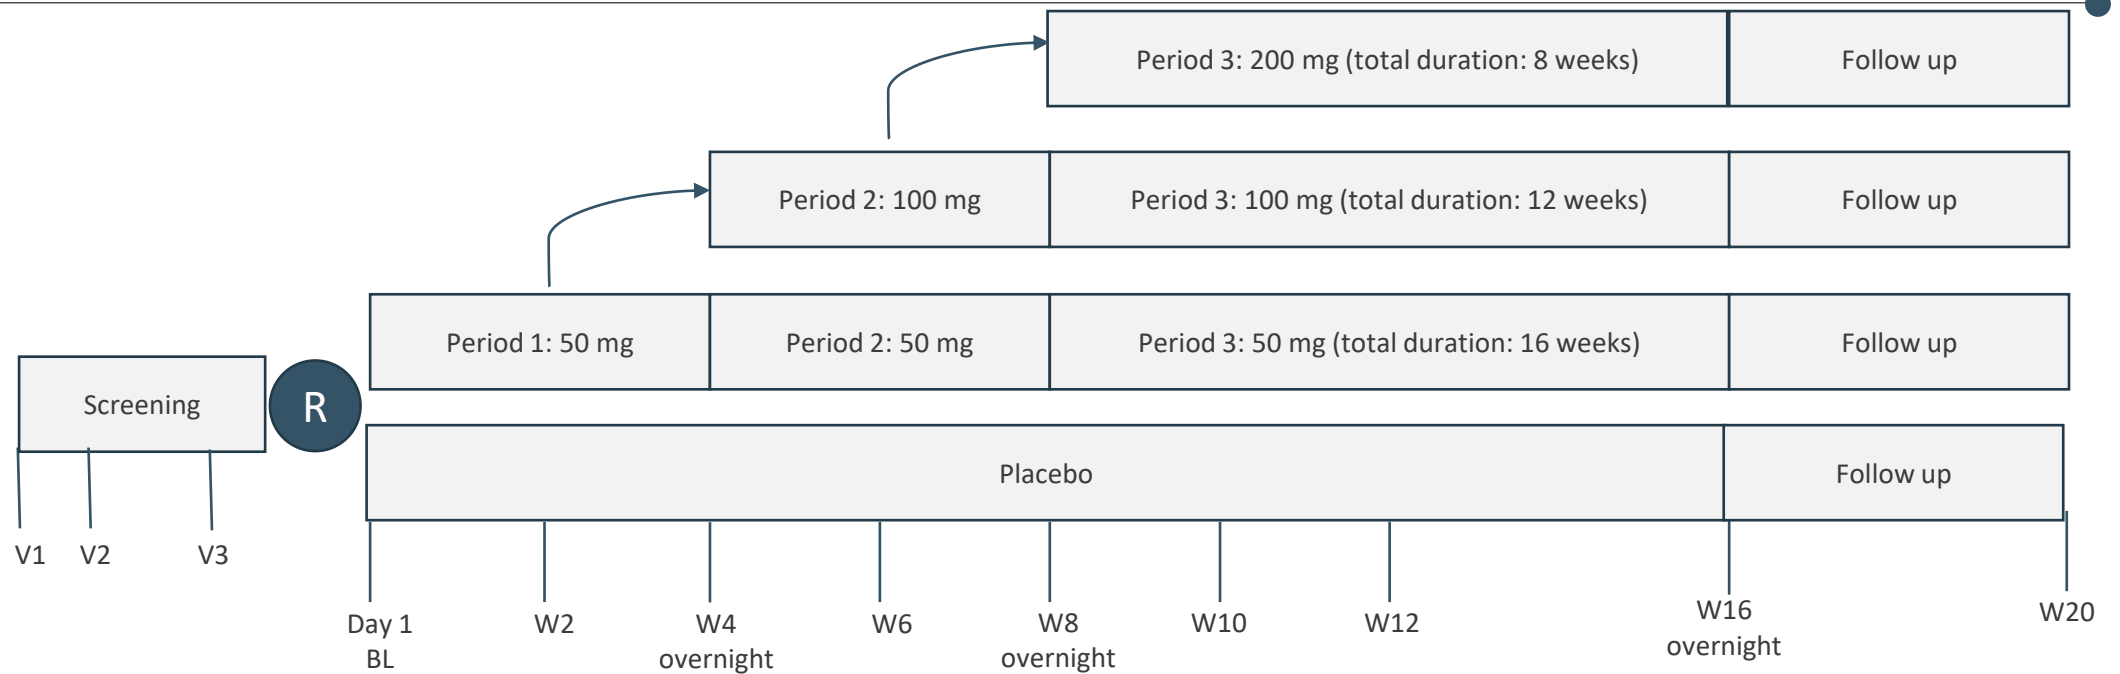 Period 3: 200 mg (total duration: 8 weeks)
Follow up
Period 2: 100 mg
Period 3: 100 mg (total duration: 12 weeks)
Follow up
Period 1: 50 mg
Period 2: 50 mg
Period 3: 50 mg (total duration: 16 weeks)
Follow up
Screening
R
Placebo
Follow up
V1
V2
V3
Day 1
BL
W2
W4
overnight
W6
W8
overnight
W10
W12
W16
overnight
W20